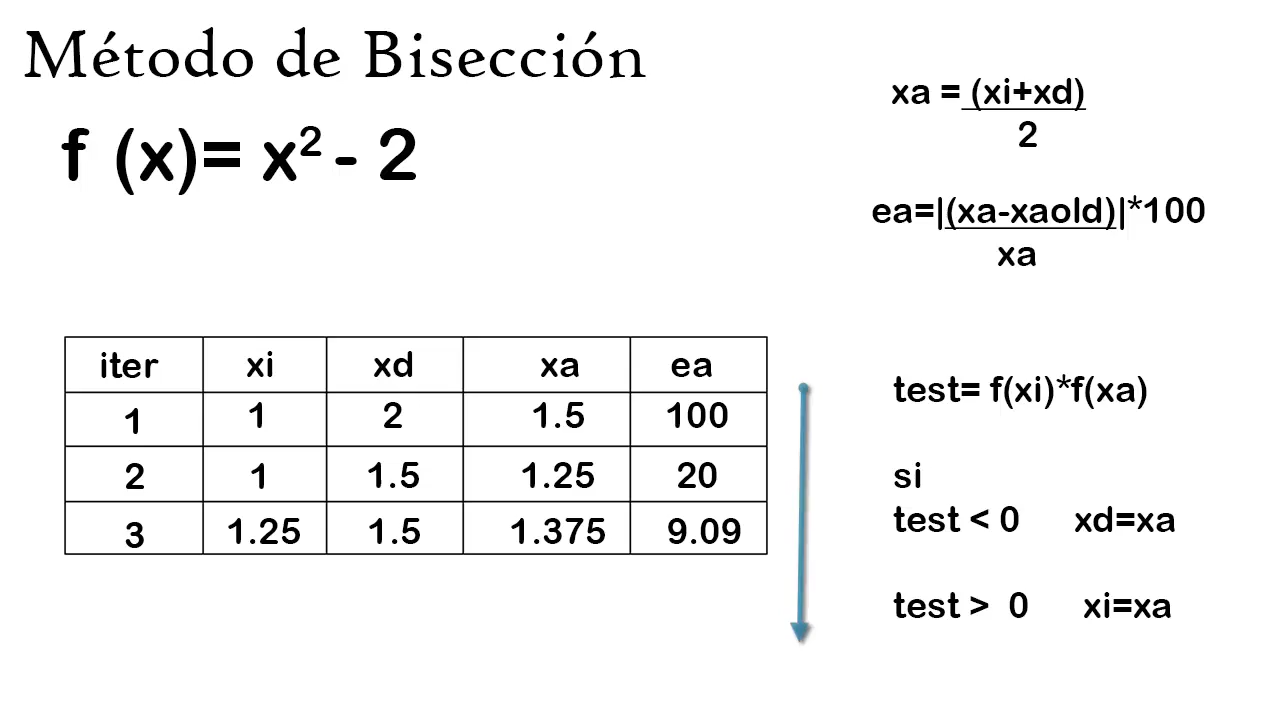 Método de Bisección
f (x)= x² - 2
xa = (xi+xd)
2
ea=|(xa-xaold)|*100
xa
iter xi xd xa ea
1 1 2 1.5 100
2 1 1.5 1.25 20
3 1.25 1.5 1.375 9.09
test= f(xi)*f(xa)
si
test < 0 xd=xa
test > 0 xi=xa